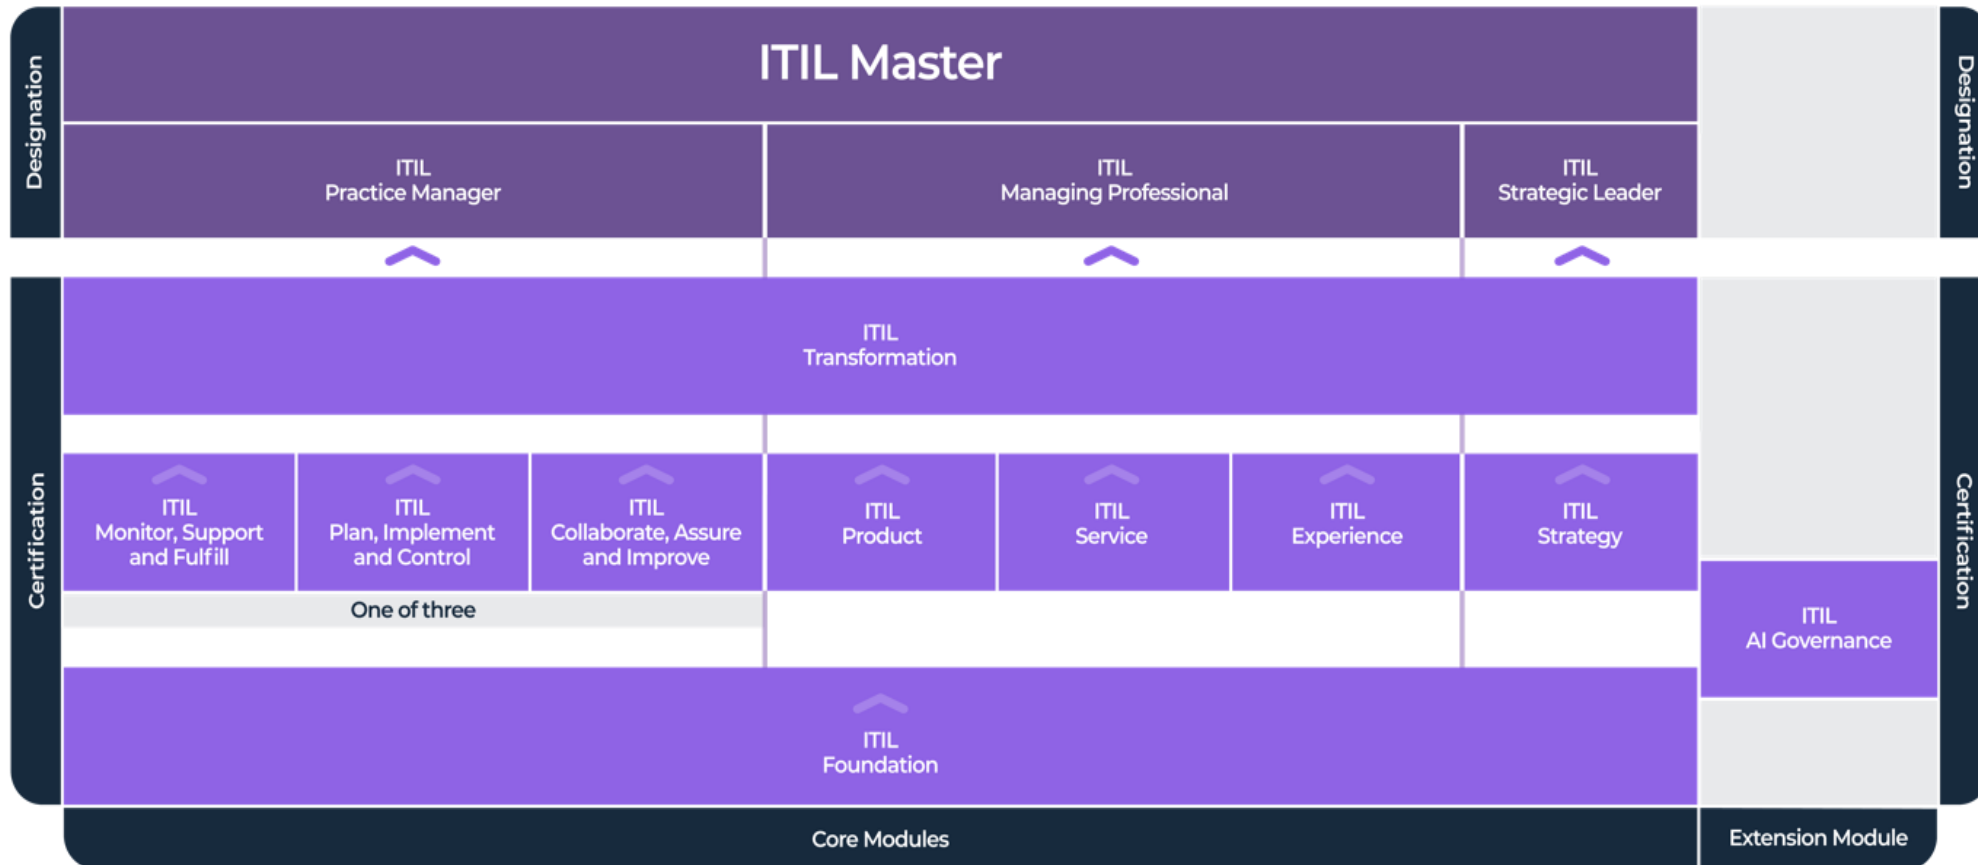 Designation
ITIL Master
Designation
ITIL
Practice Manager
ITIL
Managing Professional
ITIL
Strategic Leader
Certification
ITIL
Transformation
ITIL
Monitor, Support
and Fulfill
ITIL
Plan, Implement
and Control
ITIL
Collaborate, Assure
and Improve
ITIL
Product
ITIL
Service
ITIL
Experience
ITIL
Strategy
Certification
One of three
ITIL
AI Governance
ITIL
Foundation
Core Modules
Extension Module